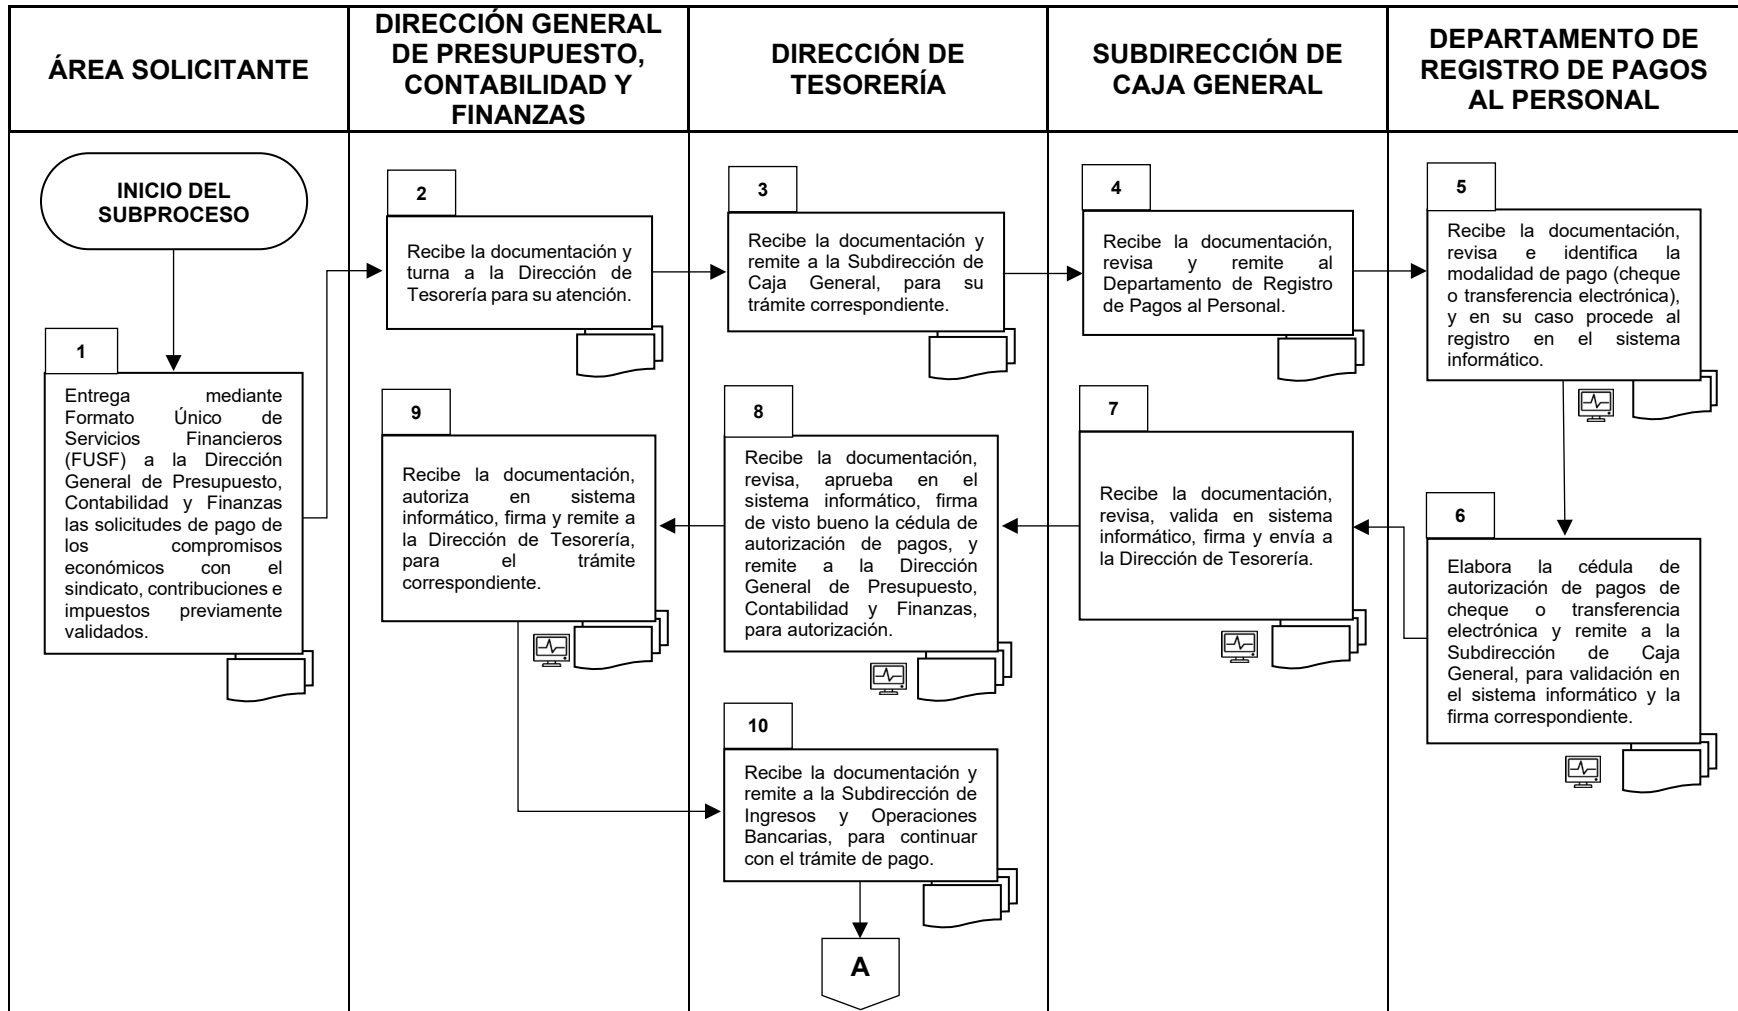 ÁREA SOLICITANTE
DIRECCIÓN GENERAL
DE PRESUPUESTO,
CONTABILIDAD Y
FINANZAS
DIRECCIÓN DE
TESORERÍA
SUBDIRECCIÓN DE
CAJA GENERAL
DEPARTAMENTO DE
REGISTRO DE PAGOS
AL PERSONAL
INICIO DEL
SUBPROCESO
1
Entrega mediante
Formato Único de
Servicios Financieros
(FUSF) a la Dirección
General de Presupuesto,
Contabilidad y Finanzas
las solicitudes de pago de
los compromisos
económicos con el
sindicato, contribuciones e
impuestos previamente
validados.
2
Recibe la documentación y
turna a la Dirección de
Tesorería para su atención.
3
Recibe la documentación y
remite a la Subdirección de
Caja General, para su
trámite correspondiente.
4
Recibe la documentación,
revisa y remite al
Departamento de Registro
de Pagos al Personal.
5
Recibe la documentación,
revisa e identifica la
modalidad de pago (cheque
o transferencia electrónica),
y en su caso procede al
registro en el sistema
informático.
6
Elabora la cédula de
autorización de pagos de
cheque o transferencia
electrónica y remite a la
Subdirección de Caja
General, para validación en
el sistema informático y la
firma correspondiente.
7
Recibe la documentación,
revisa, valida en sistema
informático, firma y envía a
la Dirección de Tesorería.
8
Recibe la documentación,
revisa, aprueba en el
sistema informático, firma
de visto bueno la cédula de
autorización de pagos, y
remite a la Dirección
General de Presupuesto,
Contabilidad y Finanzas,
para autorización.
9
Recibe la documentación,
autoriza en sistema
informático, firma y remite a
la Dirección de Tesorería,
para el trámite
correspondiente.
10
Recibe la documentación y
remite a la Subdirección de
Ingresos y Operaciones
Bancarias, para continuar
con el trámite de pago.
A